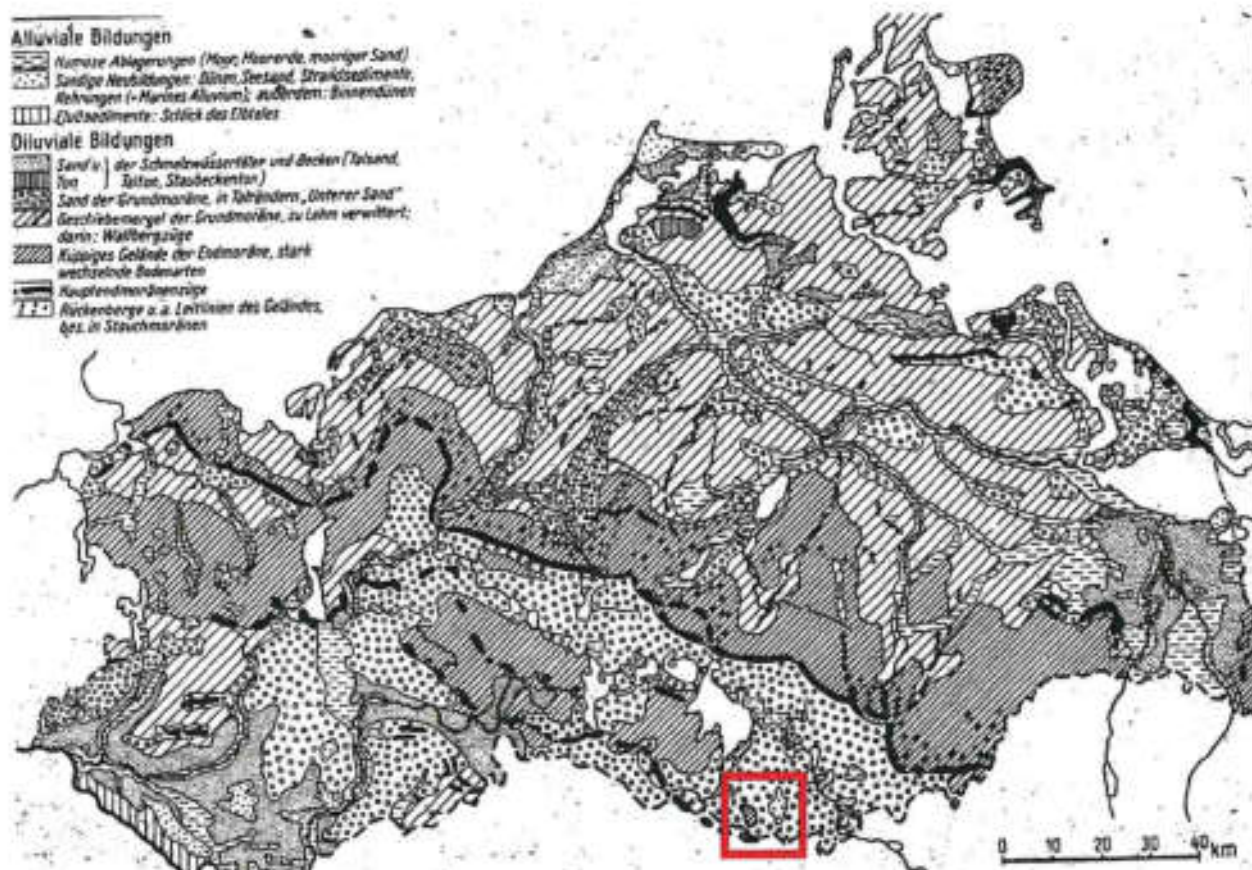 Alluviale Bildungen
Humose Ablagerungen (Moor, Moorerde, mooriger Sand)
Sandige Neubildungen: Dünen, Seesand, Strandsedimente,
Nehrungen (=Marines Alluvium); außerdem: Binnendünen
Flußsedimente: Schlick des Elbtales
Diluviale Bildungen
Sand u. } der Schmelzwassertäler und Becken (Talsand,
Ton Talton, Staubeckenton)
Sand der Grundmoräne, in Talrändern „Unterer Sand"
Geschiebemergel der Grundmoräne, zu Lehm verwittert;
darin: Wallbergzüge
Kuppiges Gelände der Endmoräne, stark
wechselnde Bodenarten
Hauptendmoränenzüge
Rückenberge u. a. Leitlinien des Geländes,
bes. in Stauchmoränen
0 10 20 30 40 km